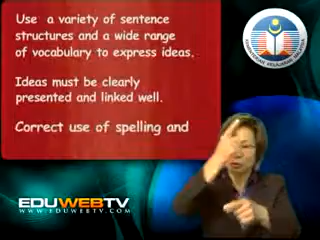 Use a variety of sentence
structures and a wide range
of vocabulary to express ideas.
Ideas must be clearly
presented and linked well.
Correct use of spelling and
EDUWEBTV
WWW.EDUWEBTV.COM